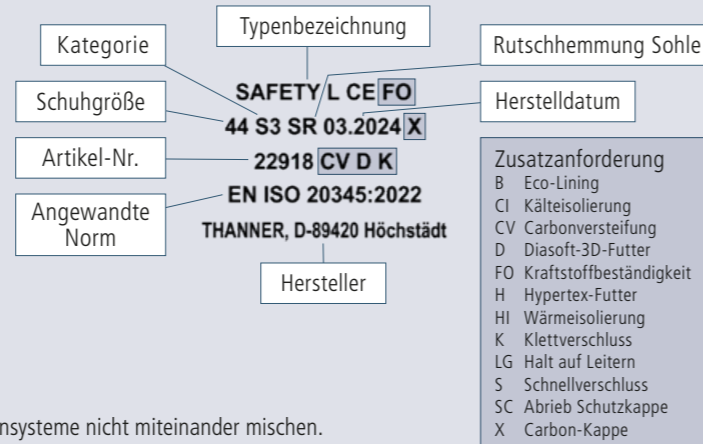 Typenbezeichnung
Kategorie
Rutschhemmung Sohle
Schuhgröße
SAFETY L CE FO
Herstelldatum
44 S3 SR 03.2024 X
Artikel-Nr.
22918 CV D K
Angewandte
Norm
EN ISO 20345:2022
THANNER, D-89420 Höchstädt
Hersteller
Zusatzanforderung
B Eco-Lining
CI Kälteisolierung
CV Carbonversteifung
D Diasoft-3D-Futter
FO Kraftstoffbeständigkeit
H Hypertex-Futter
HI Wärmeisolierung
K Klettverschluss
LG Halt auf Leitern
S Schnellverschluss
SC Abrieb Schutzkappe
X Carbon-Kappe
nsysteme nicht miteinander mischen.